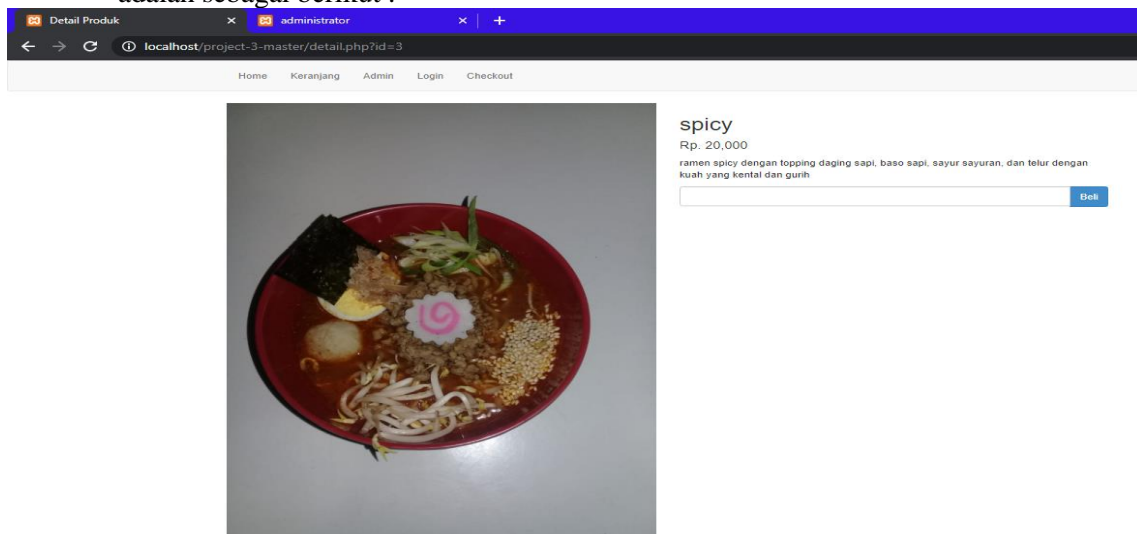 adalah sebagai berikut :
Detail Produk
administrator
localhost/project-3-master/detail.php?id=3
Home Keranjang Admin Login Checkout
spicy
Rp. 20,000
ramen spicy dengan topping daging sapi, baso sapi, sayur sayuran, dan telur dengan
kuah yang kental dan gurih
Beli